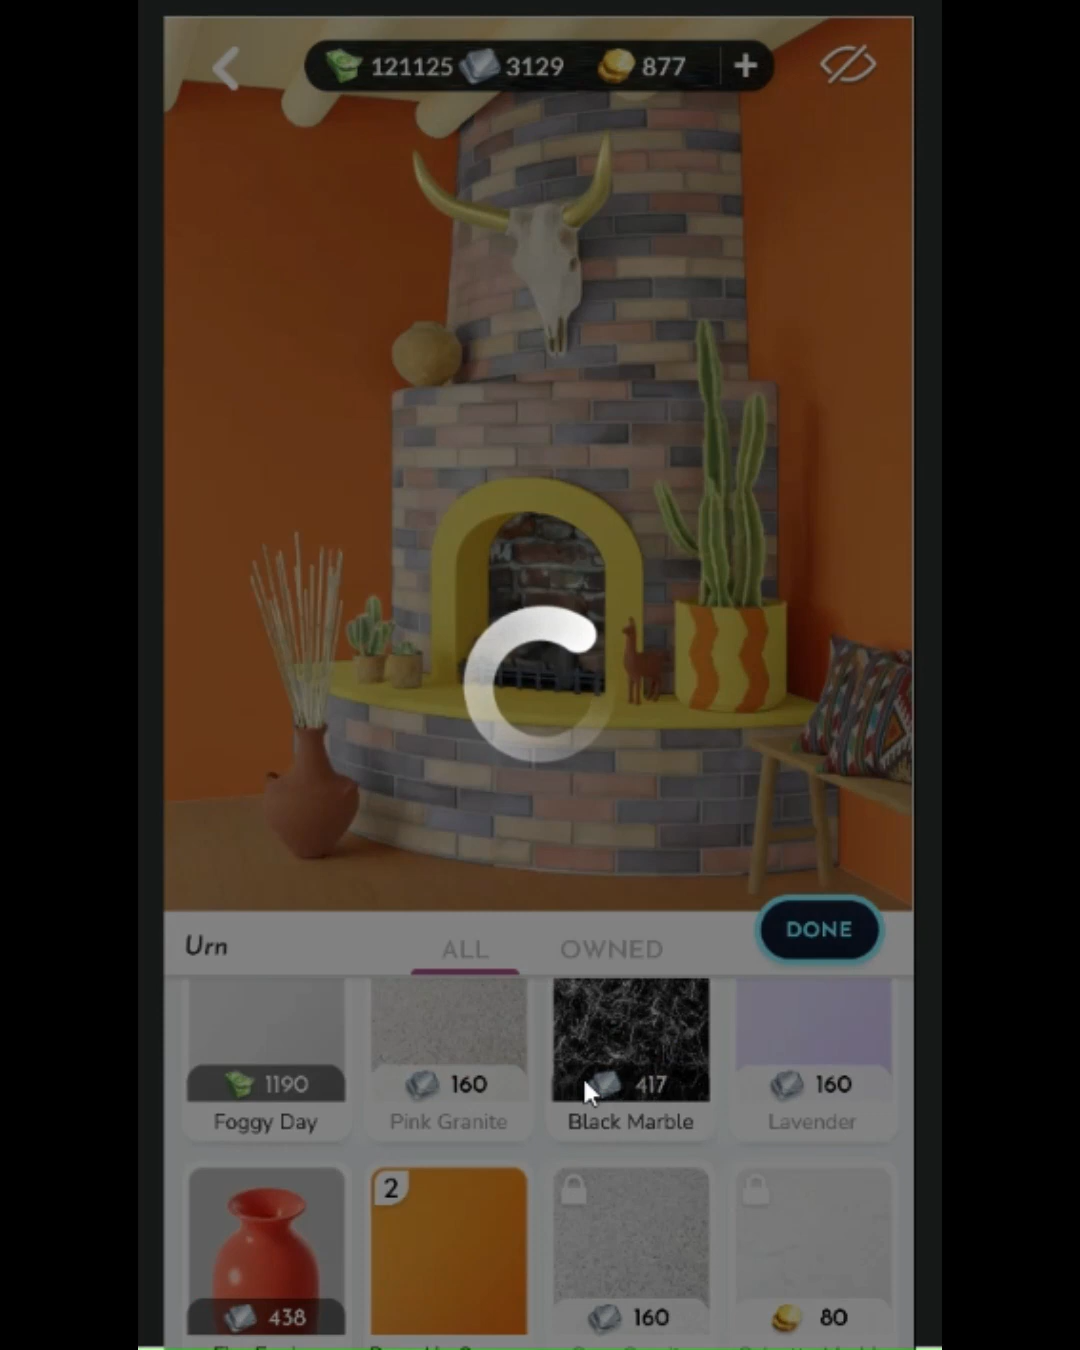 121125 3129 877 +
Urn ALL OWNED DONE
1190 160 417 160
Foggy Day Pink Granite Black Marble Lavender
2
438 160 80